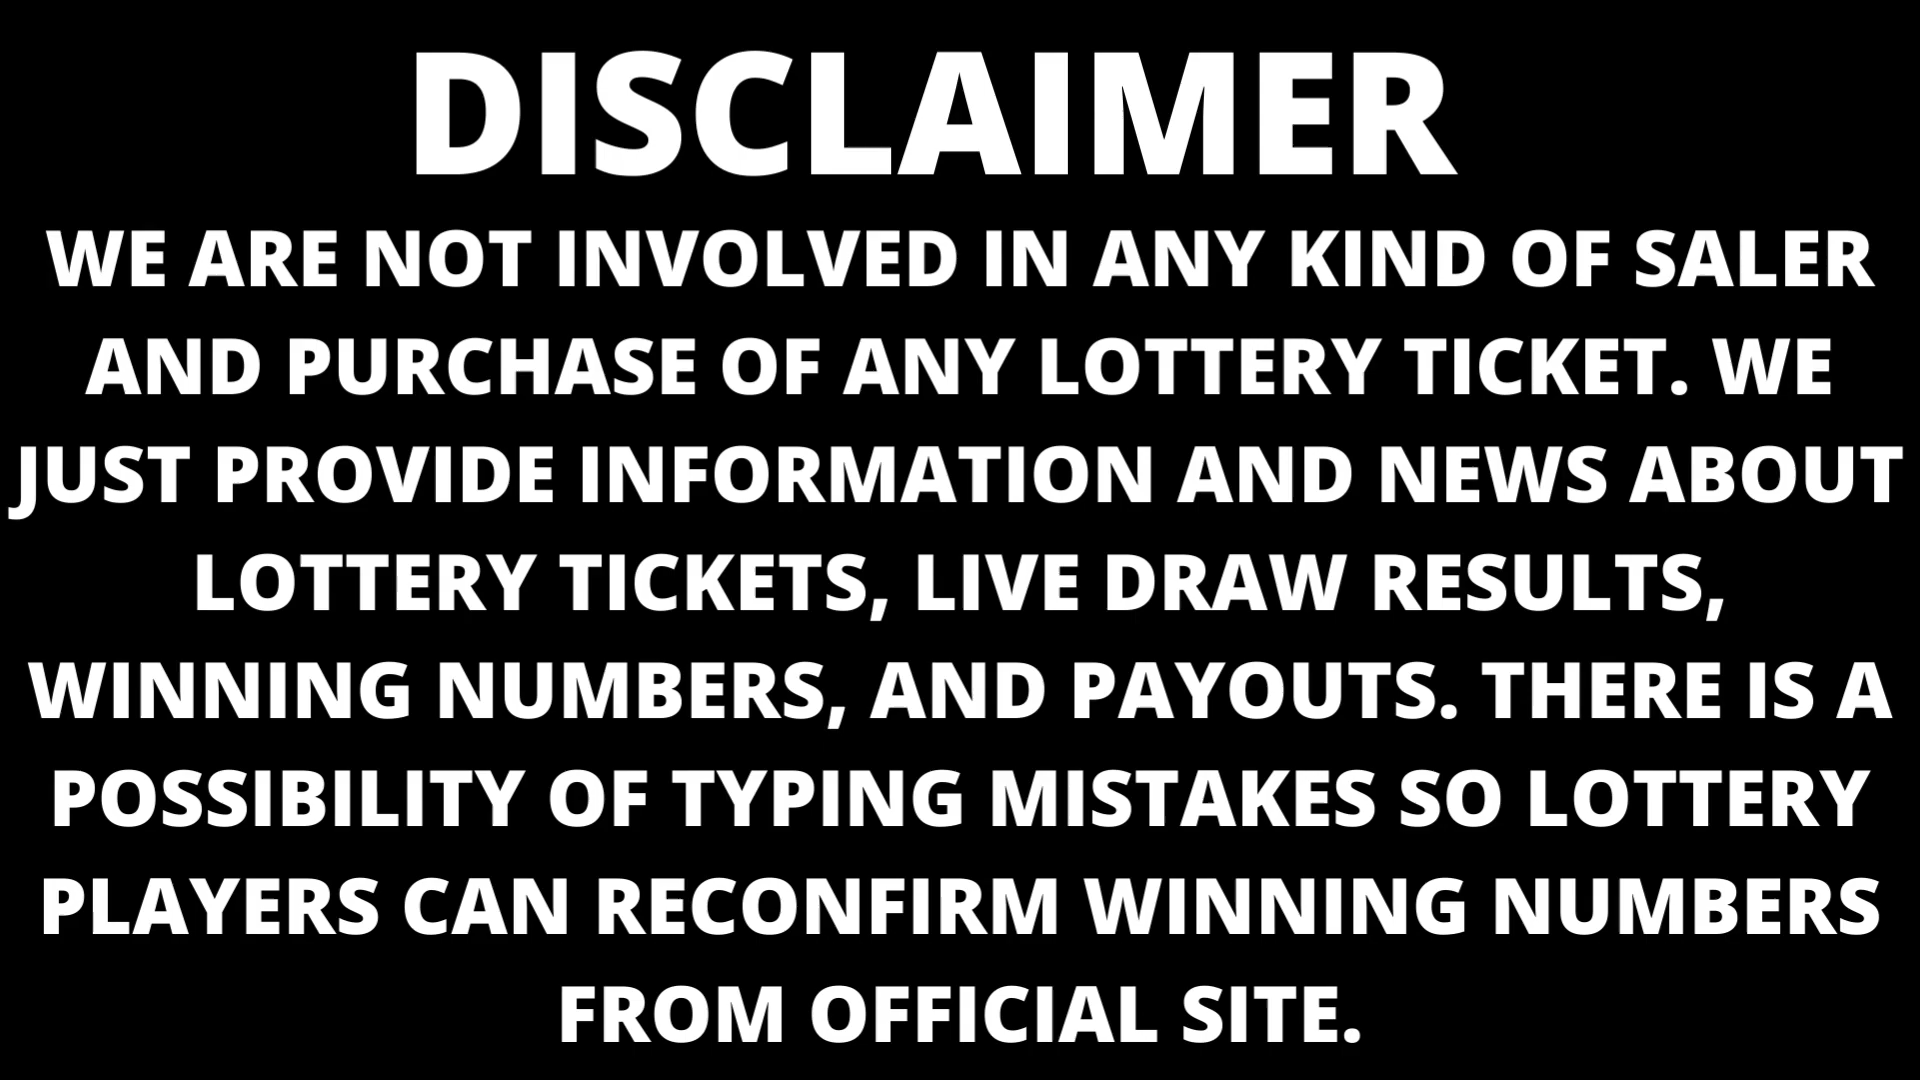 DISCLAIMER
WE ARE NOT INVOLVED IN ANY KIND OF SALER
AND PURCHASE OF ANY LOTTERY TICKET. WE
JUST PROVIDE INFORMATION AND NEWS ABOUT
LOTTERY TICKETS, LIVE DRAW RESULTS,
WINNING NUMBERS, AND PAYOUTS. THERE IS A
POSSIBILITY OF TYPING MISTAKES SO LOTTERY
PLAYERS CAN RECONFIRM WINNING NUMBERS
FROM OFFICIAL SITE.